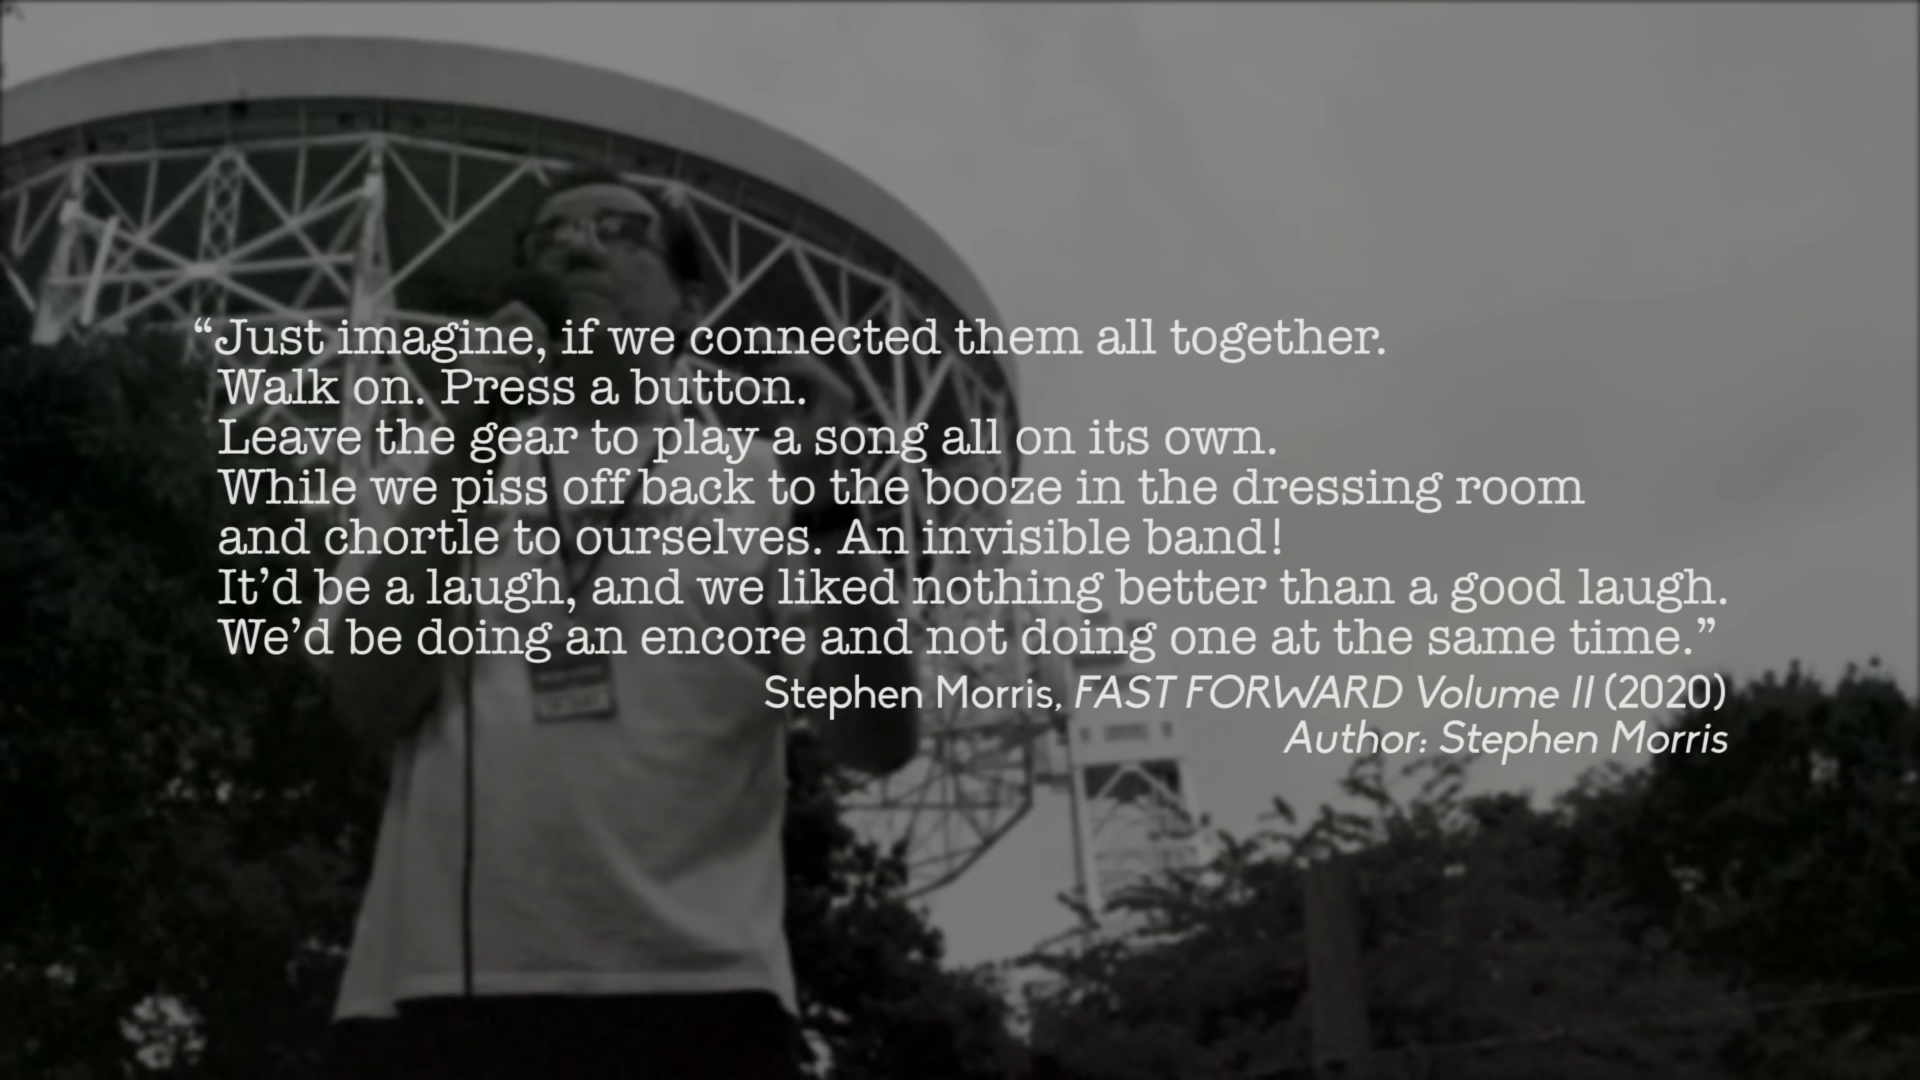 “Just imagine, if we connected them all together.
Walk on. Press a button.
Leave the gear to play a song all on its own.
While we piss off back to the booze in the dressing room
and chortle to ourselves. An invisible band!
It’d be a laugh, and we liked nothing better than a good laugh.
We’d be doing an encore and not doing one at the same time.”
Stephen Morris, FAST FORWARD Volume II (2020)
Author: Stephen Morris